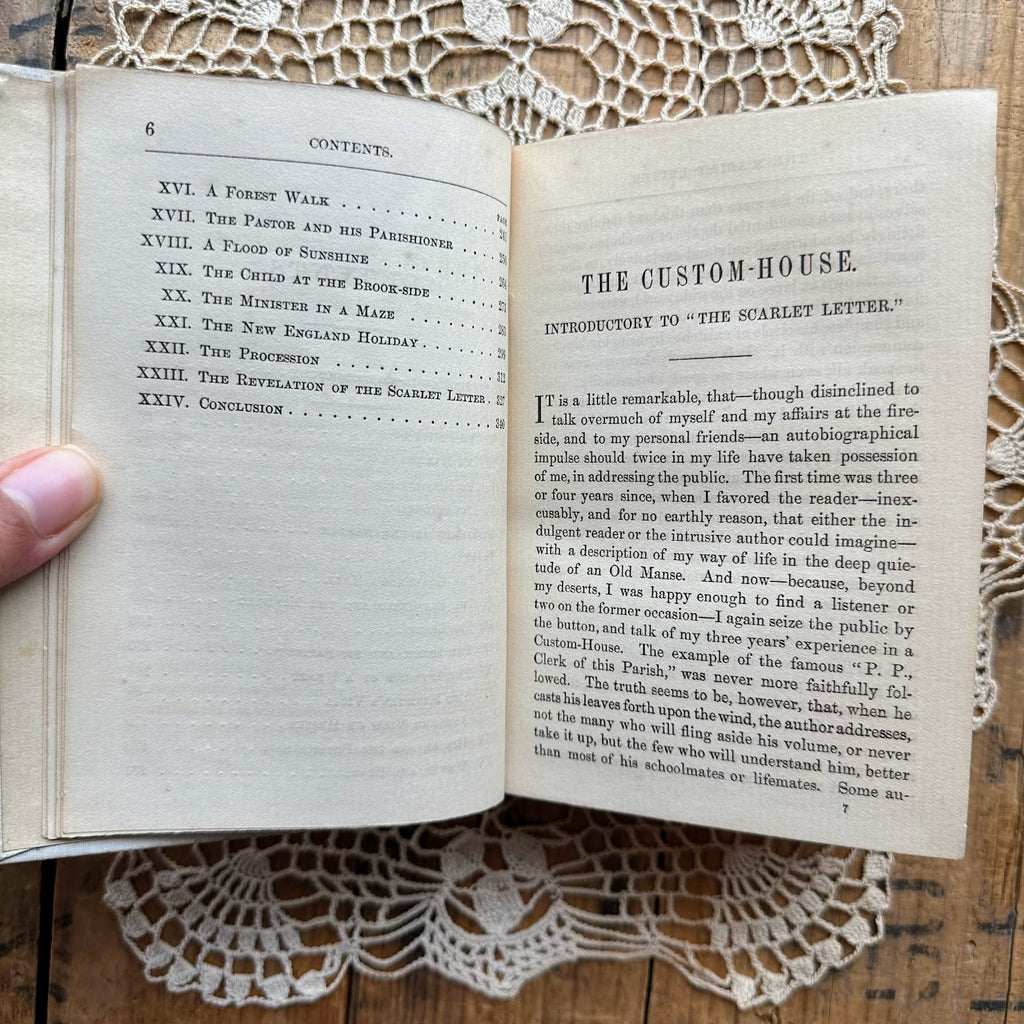 6
CONTENTS.
PAGE
XVI. A Forest Walk . . . . . . . . . . . . 241
XVII. The Pastor and his Parishioner . . . . 250
XVIII. A Flood of Sunshine . . . . . . . . . 264
XIX. The Child at the Brook-side . . . . . . 273
XX. The Minister in a Maze . . . . . . . .
XXI. The New England Holiday . . . . . . . 299
XXII. The Procession . . . . . . . . . . . . 312
XXIII. The Revelation of the Scarlet Letter . 327
XXIV. Conclusion . . . . . . . . . . . . . . 340
THE CUSTOM-HOUSE.
INTRODUCTORY TO "THE SCARLET LETTER."
It is a little remarkable, that—though disinclined to
talk overmuch of myself and my affairs at the fire-
side, and to my personal friends—an autobiographical
impulse should twice in my life have taken possession
of me, in addressing the public. The first time was three
or four years since, when I favored the reader—inex-
cusably, and for no earthly reason, that either the in-
dulgent reader or the intrusive author could imagine—
with a description of my way of life in the deep quie-
tude of an Old Manse. And now—because, beyond
my deserts, I was happy enough to find a listener or
two on the former occasion—I again seize the public by
the button, and talk of my three years' experience in a
Custom-House. The example of the famous "P. P.,
Clerk of this Parish," was never more faithfully fol-
lowed. The truth seems to be, however, that, when he
casts his leaves forth upon the wind, the author addresses,
not the many who will fling aside his volume, or never
take it up, but the few who will understand him, better
than most of his schoolmates or lifemates. Some au-
7